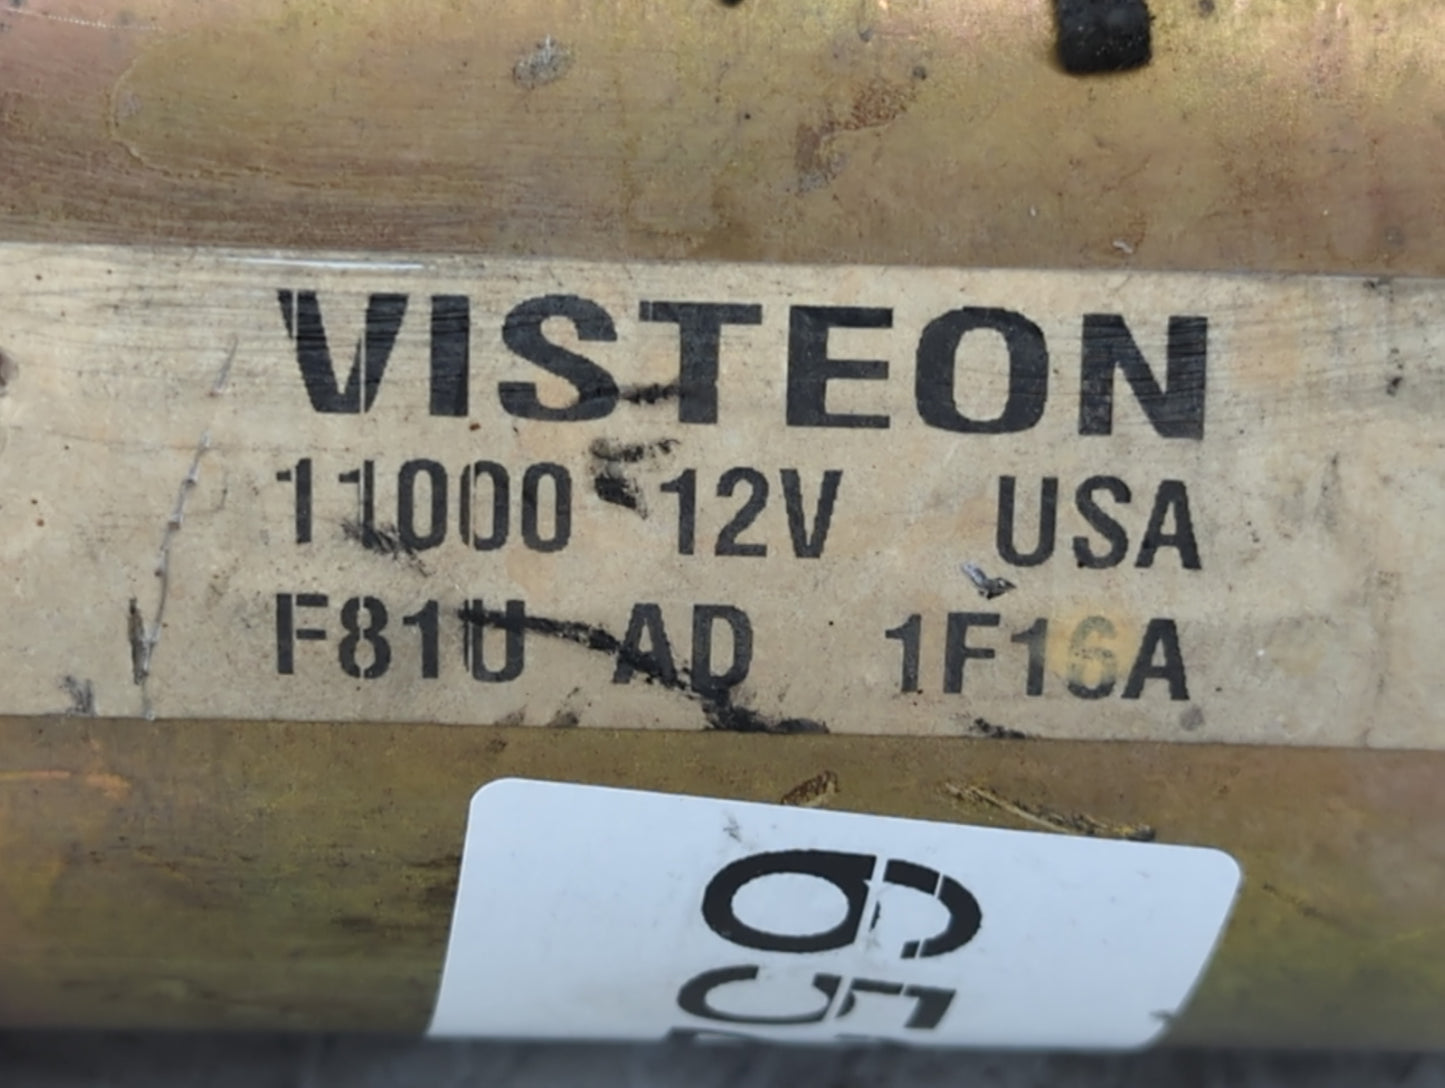 VISTEON
11000 12V USA
F81U AD 1F16A